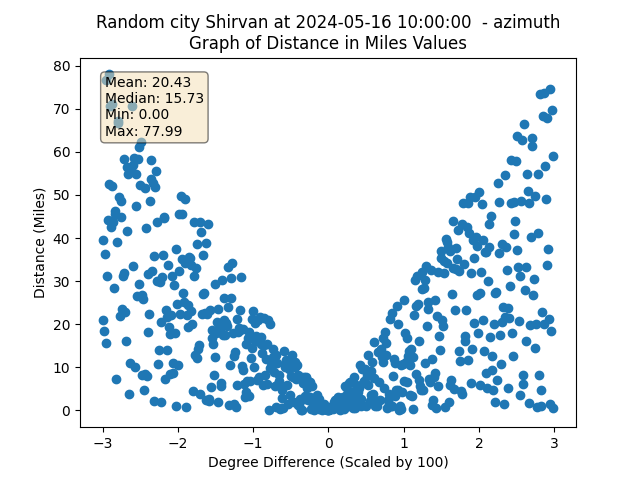 Random city Shirvan at 2024-05-16 10:00:00  - azimuth
Graph of Distance in Miles Values
80
70
60
50
40
30
20
10
0
Mean: 20.43
Median: 15.73
Min: 0.00
Max: 77.99
Distance (Miles)
−3
−2
−1
0
1
2
3
Degree Difference (Scaled by 100)